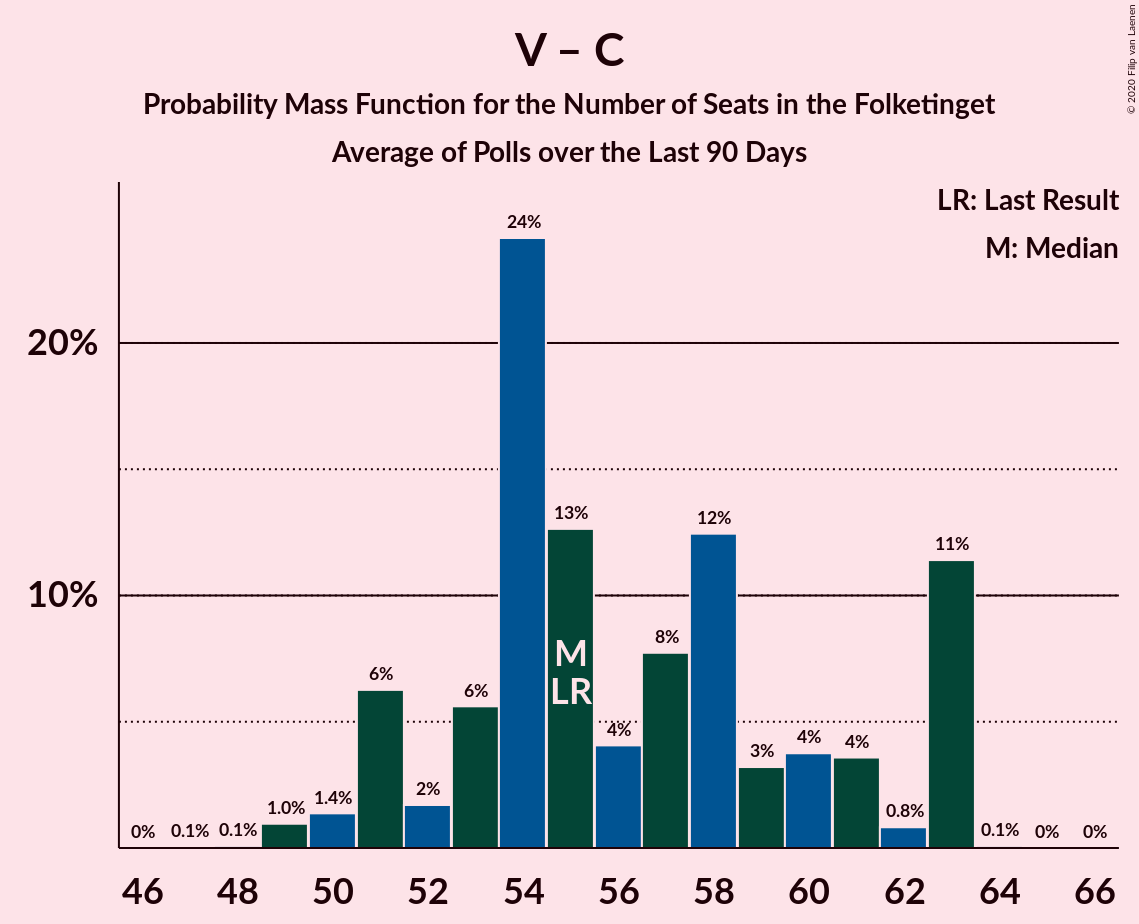 V – C
Probability Mass Function for the Number of Seats in the Folketinget
Average of Polls over the Last 90 Days
© 2020 Filip van Laenen
LR: Last Result
M: Median
20%
10%
0% 0.1% 0.1% 1.0% 1.4% 6% 2% 6% 24% 13% 4% 8% 12% 3% 4% 4% 0.8% 11% 0.1% 0% 0%
M
LR
46 48 50 52 54 56 58 60 62 64 66